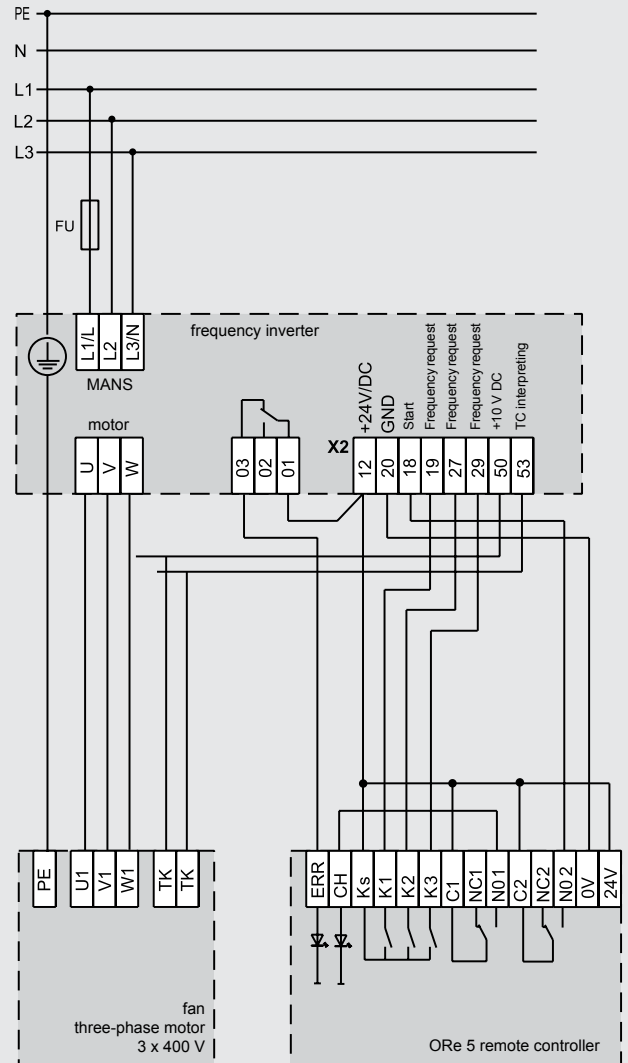 PE
N
L1
L2
L3
FU
frequency inverter
L1/L
L2
L3/N
MANS
motor
U
V
W
03
02
01
X2
+24V/DC
GND
Start
Frequency request
Frequency request
Frequency request
+10 V DC
TC interpreting
12
20
18
19
27
29
50
53
PE
U1
V1
W1
TK
TK
ERR
CH
Ks
K1
K2
K3
C1
NC1
N0 1
C2
NC2
N0 2
0V
24V
fan
three-phase motor
3 x 400 V
ORe 5 remote controller